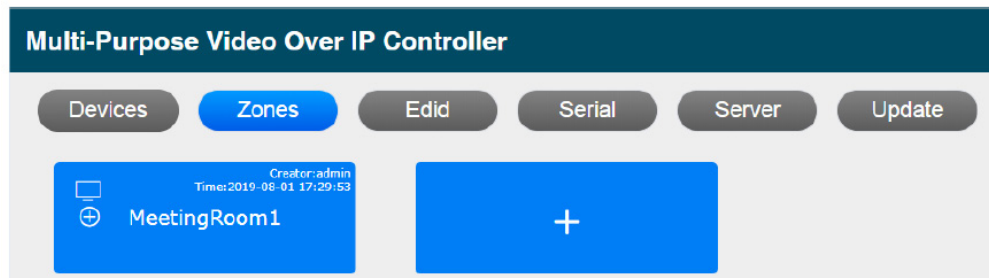 Multi-Purpose Video Over IP Controller
Devices Zones Edid Serial Server Update
Creator:admin
Time:2019-08-01 17:29:53
MeetingRoom1
+